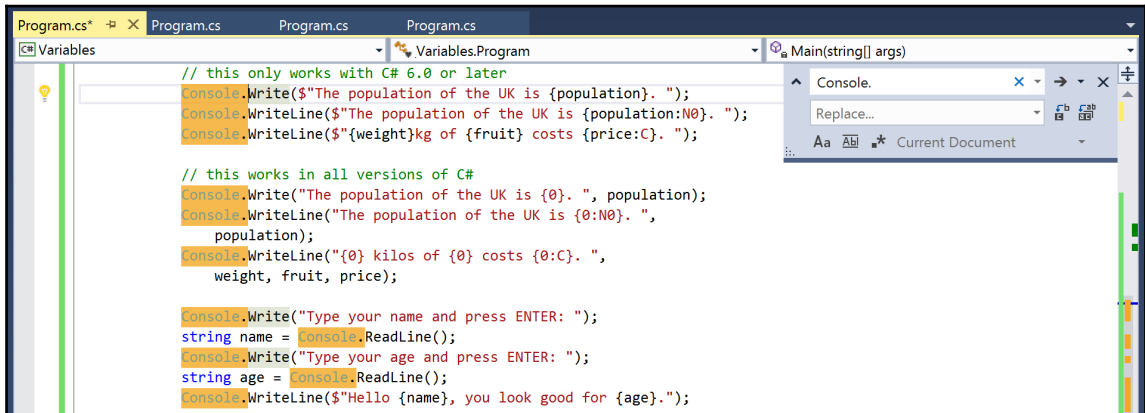 Program.cs* Program.cs Program.cs Program.cs
C# Variables Variables.Program Main(string[] args)
// this only works with C# 6.0 or later
Console.Write($"The population of the UK is {population}. ");
Console.WriteLine($"The population of the UK is {population:N0}. ");
Console.WriteLine($"{weight}kg of {fruit} costs {price:C}. ");
// this works in all versions of C#
Console.Write("The population of the UK is {0}. ", population);
Console.WriteLine("The population of the UK is {0:N0}. ",
population);
Console.WriteLine("{0} kilos of {0} costs {0:C}. ",
weight, fruit, price);
Console.Write("Type your name and press ENTER: ");
string name = Console.ReadLine();
Console.Write("Type your age and press ENTER: ");
string age = Console.ReadLine();
Console.WriteLine($"Hello {name}, you look good for {age}.");
Console.
Replace...
Aa Abl .* Current Document